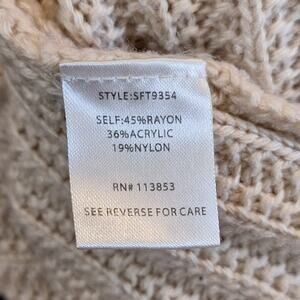 STYLE:SFT9354
SELF:45%RAYON
36%ACRYLIC
19%NYLON
RN# 113853
SEE REVERSE FOR CARE